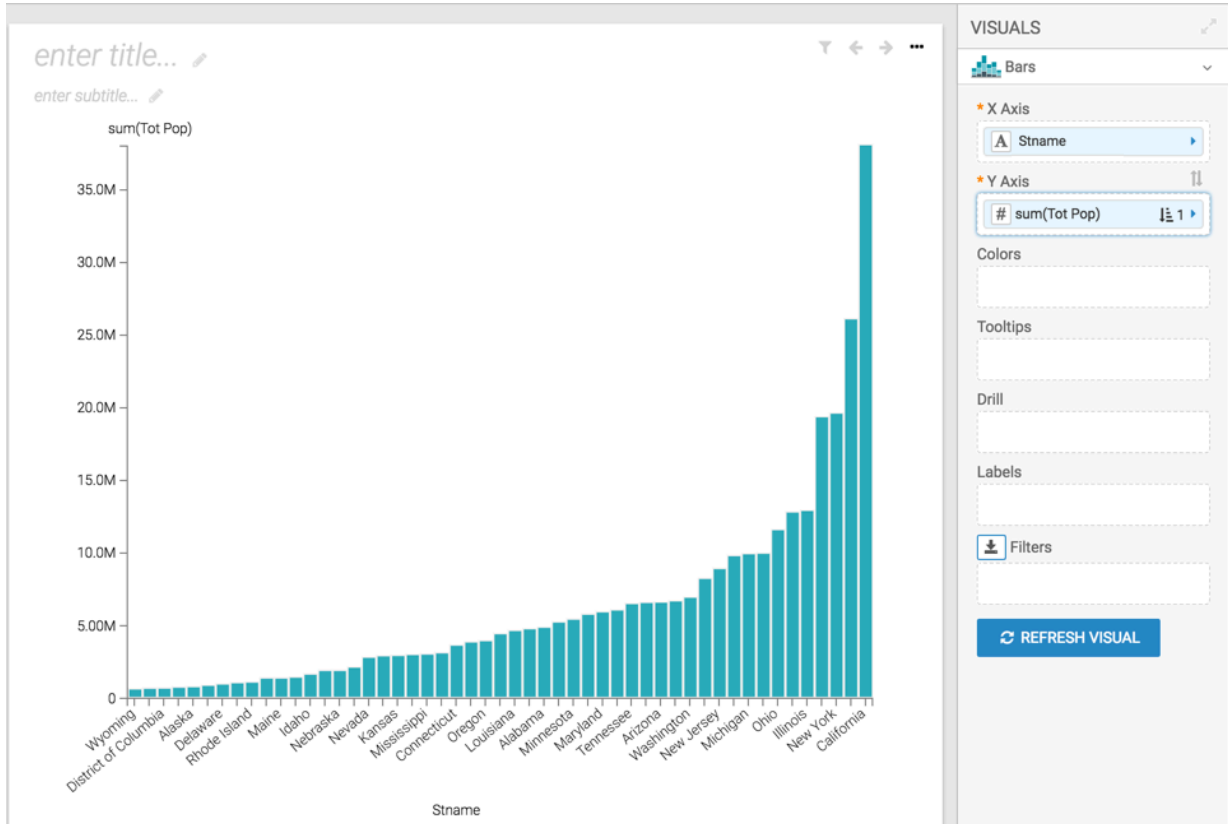 enter title...
enter subtitle...
sum(Tot Pop)
35.0M
30.0M
25.0M
20.0M
15.0M
10.0M
5.00M
0
Wyoming
District of Columbia
Alaska
Delaware
Rhode Island
Maine
Idaho
Nebraska
Nevada
Kansas
Mississippi
Connecticut
Oregon
Louisiana
Alabama
Minnesota
Maryland
Tennessee
Arizona
Washington
New Jersey
Michigan
Ohio
Illinois
New York
California
Stname
VISUALS
Bars
* X Axis
A Stname
* Y Axis
# sum(Tot Pop) 1
Colors
Tooltips
Drill
Labels
Filters
REFRESH VISUAL